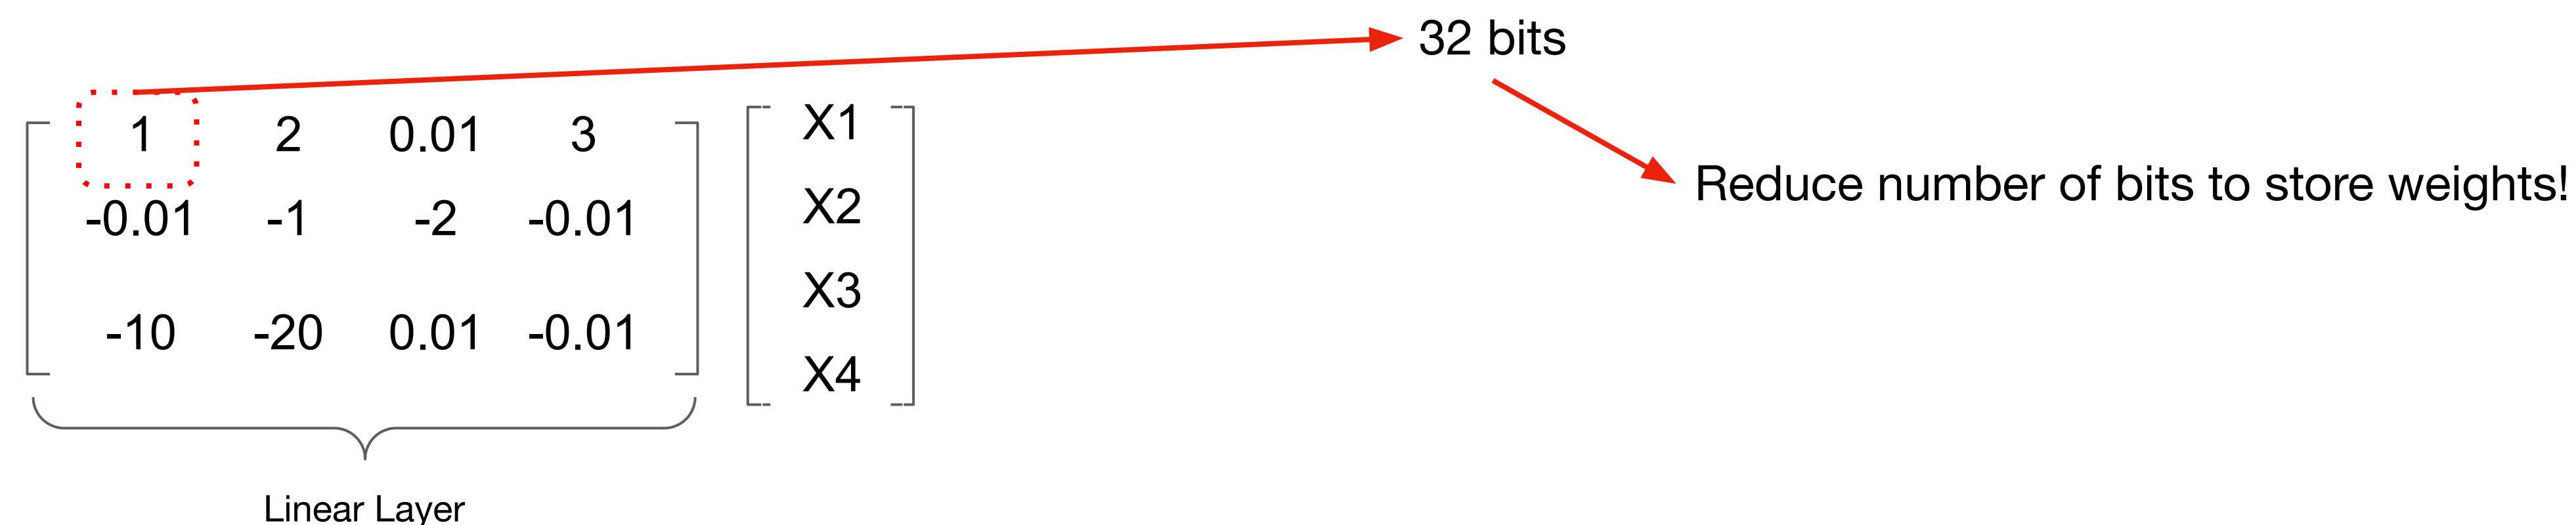 32 bits
1 2 0.01 3
X1
Reduce number of bits to store weights!
-0.01 -1 -2 -0.01
X2
X3
-10 -20 0.01 -0.01
X4
Linear Layer